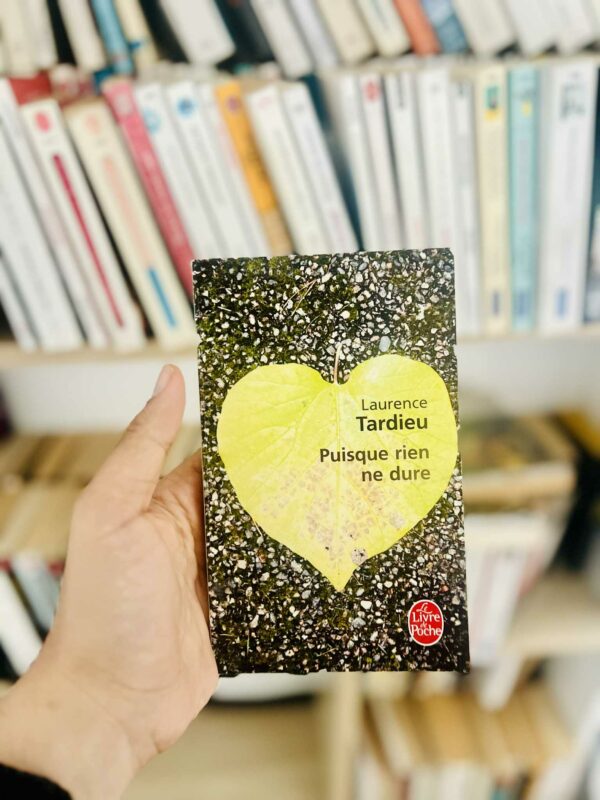 Laurence
Tardieu
Puisque rien
ne dure
Le
Livre
de
Poche